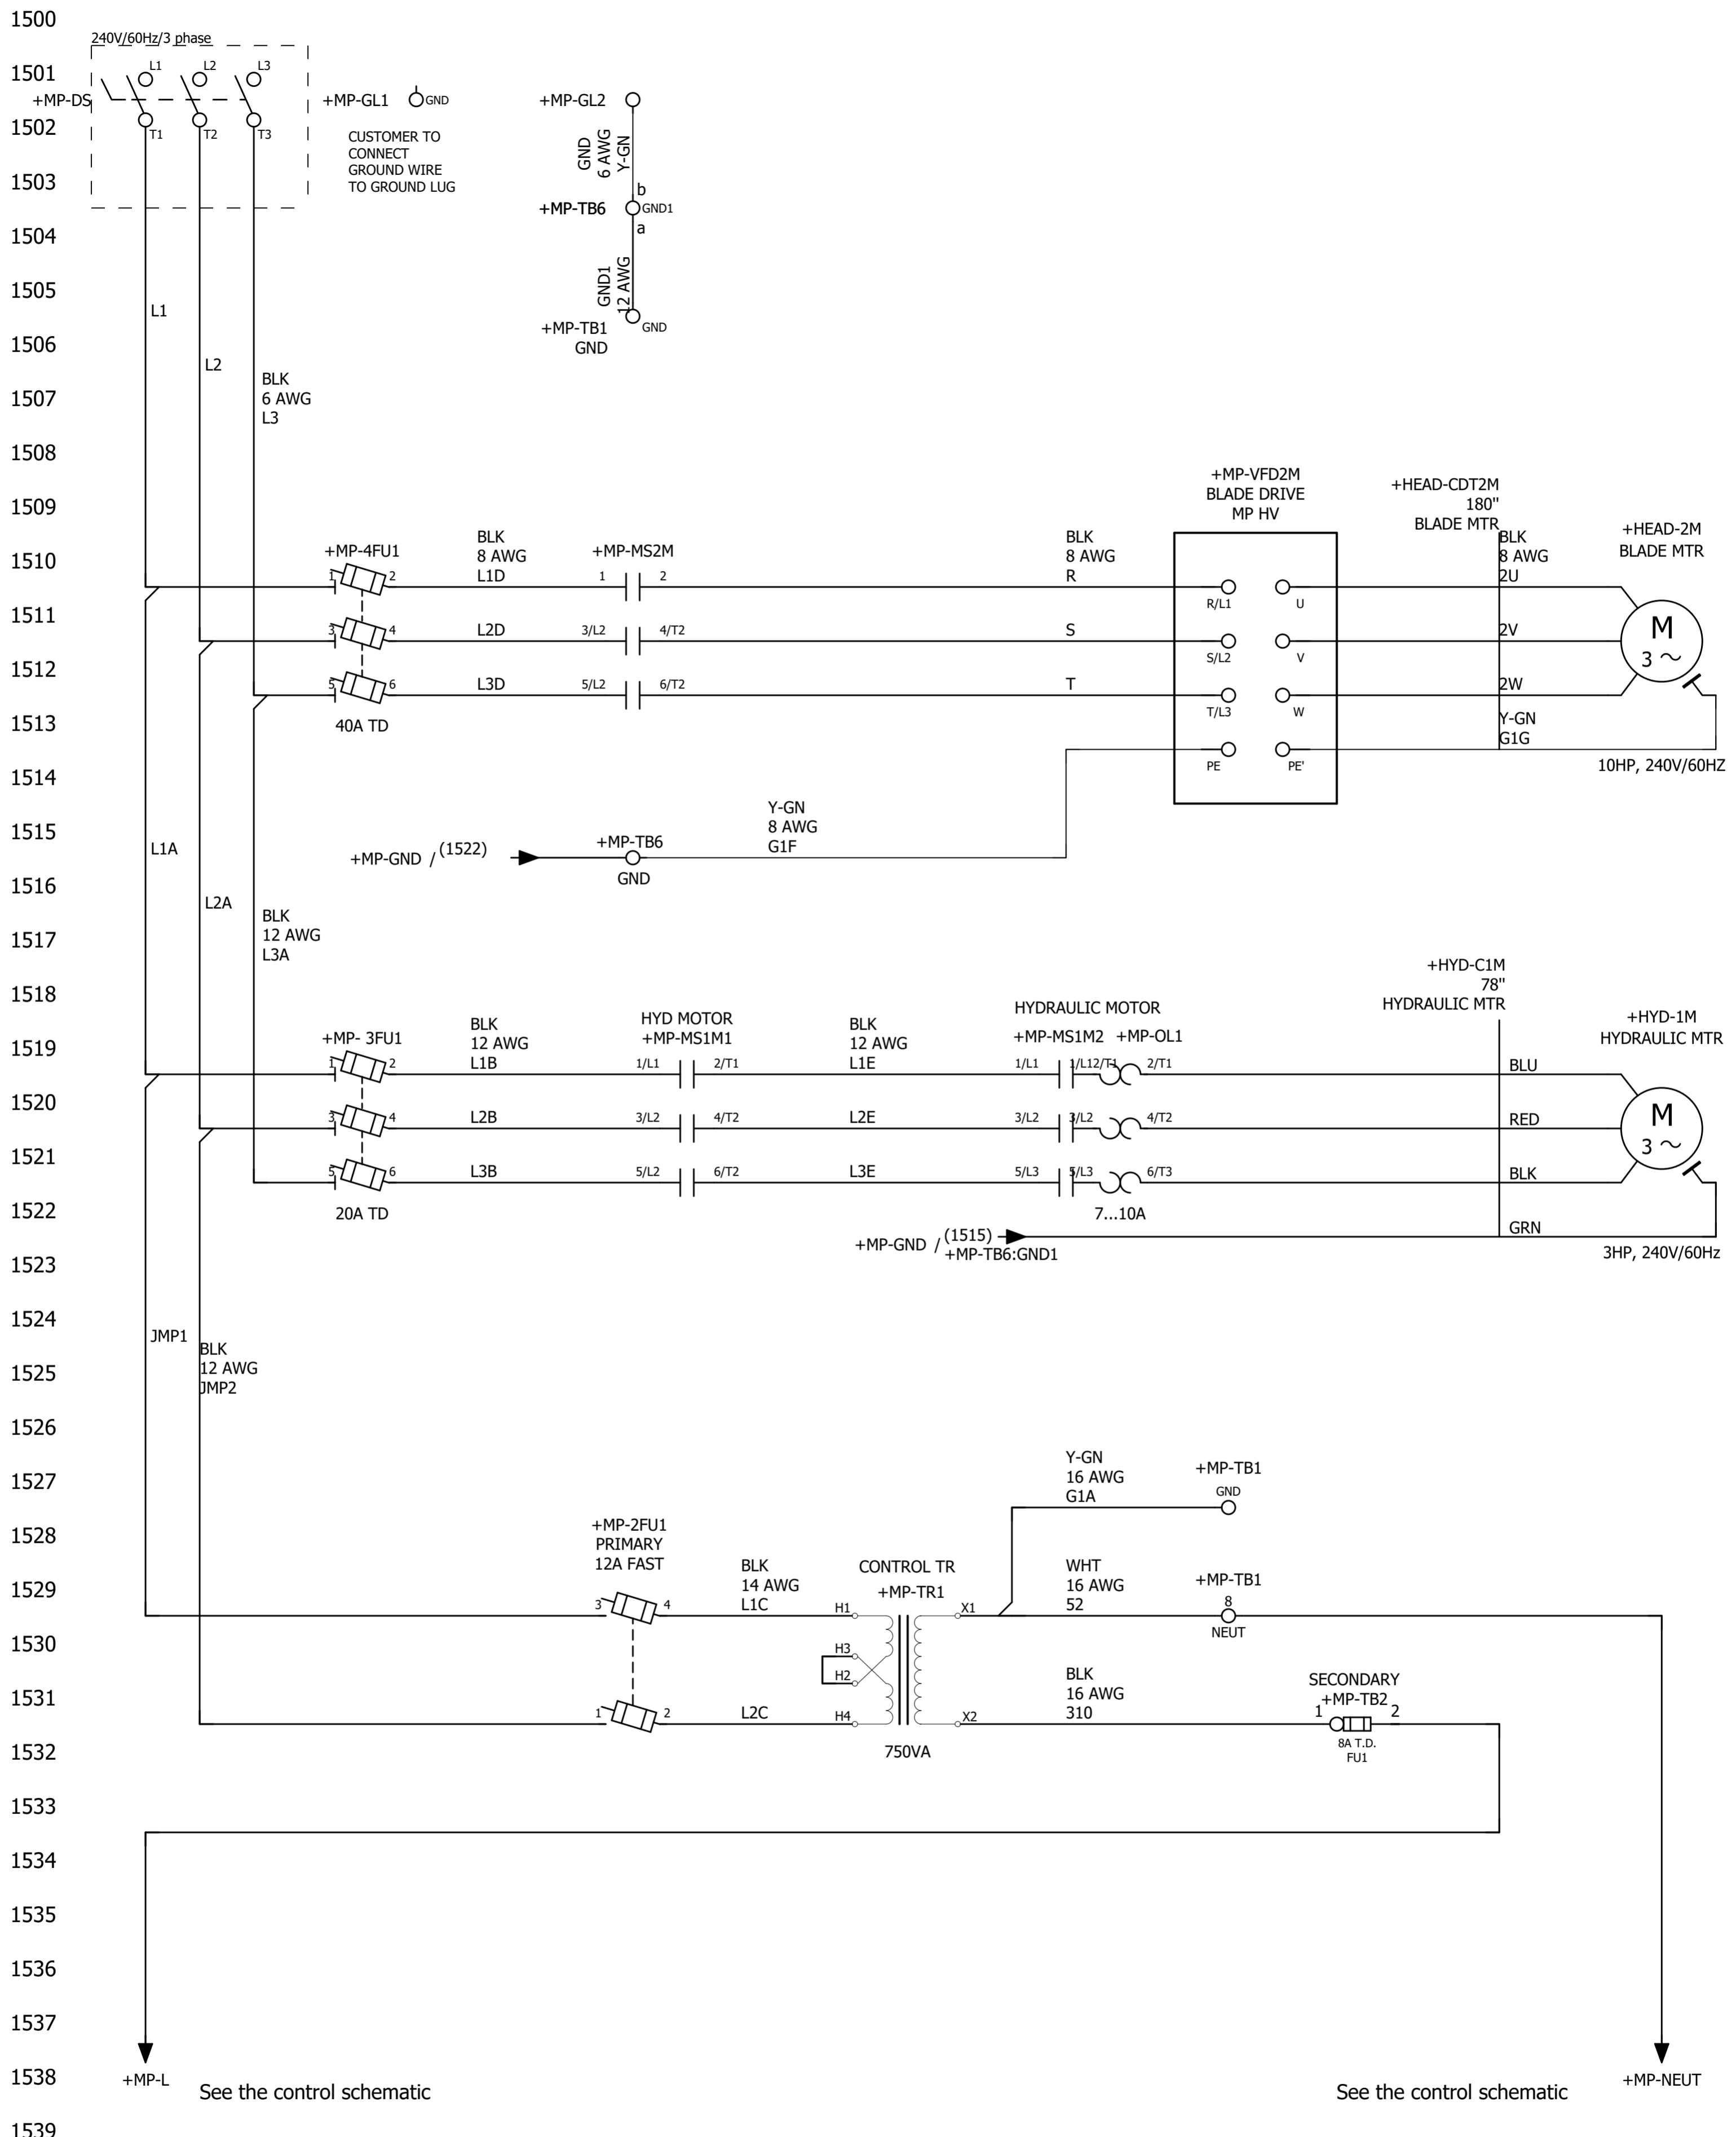 1500
240V/60Hz/3 phase
1501
L1
L2
L3
+MP-DS
+MP-GL1
GND
+MP-GL2
1502
T1
T2
T3
CUSTOMER TO
CONNECT
GROUND WIRE
TO GROUND LUG
GND
6 AWG
Y-GN
1503
b
+MP-TB6
GND1
a
1504
GND1
12 AWG
1505
L1
+MP-TB1
GND
GND
1506
L2
BLK
6 AWG
L3
1507
1508
+MP-VFD2M
BLADE DRIVE
MP HV
+HEAD-CDT2M
180"
BLADE MTR
1509
+HEAD-2M
BLADE MTR
1510
+MP-4FU1
BLK
8 AWG
L1D
+MP-MS2M
BLK
8 AWG
R
BLK
8 AWG
2U
1
2
1
2
R/L1
U
1511
3
4
L2D
3/L2
4/T2
S
S/L2
V
2V
M
3 ~
1512
5
6
L3D
5/L2
6/T2
T
T/L3
W
2W
1513
40A TD
Y-GN
G1G
PE
PE'
10HP, 240V/60HZ
1514
1515
+MP-GND / (1522)
+MP-TB6
GND
Y-GN
8 AWG
G1F
L1A
1516
L2A
BLK
12 AWG
L3A
1517
1518
+HYD-C1M
78"
HYDRAULIC MTR
+HYD-1M
HYDRAULIC MTR
1519
+MP- 3FU1
BLK
12 AWG
L1B
HYD MOTOR
+MP-MS1M1
BLK
12 AWG
L1E
HYDRAULIC MOTOR
+MP-MS1M2
+MP-OL1
1
2
1/L1
2/T1
1/L1
1/L1
2/T1
2/T1
BLU
1520
3
4
L2B
3/L2
4/T2
L2E
3/L2
3/L2
4/T2
RED
M
3 ~
1521
5
6
L3B
5/L2
6/T2
L3E
5/L3
5/L3
6/T3
BLK
1522
20A TD
7...10A
+MP-GND / (1515)
+MP-TB6:GND1
GRN
3HP, 240V/60Hz
1523
1524
JMP1
BLK
12 AWG
JMP2
1525
1526
1527
Y-GN
16 AWG
G1A
+MP-TB1
GND
1528
+MP-2FU1
PRIMARY
12A FAST
1529
BLK
14 AWG
L1C
CONTROL TR
+MP-TR1
WHT
16 AWG
52
+MP-TB1
8
NEUT
3
4
H1
X1
1530
H3
H2
1531
BLK
16 AWG
310
SECONDARY
+MP-TB2
1
2
1
2
L2C
H4
X2
8A T.D.
FU1
1532
750VA
1533
1534
1535
1536
1537
1538
+MP-L
See the control schematic
See the control schematic
+MP-NEUT
1539